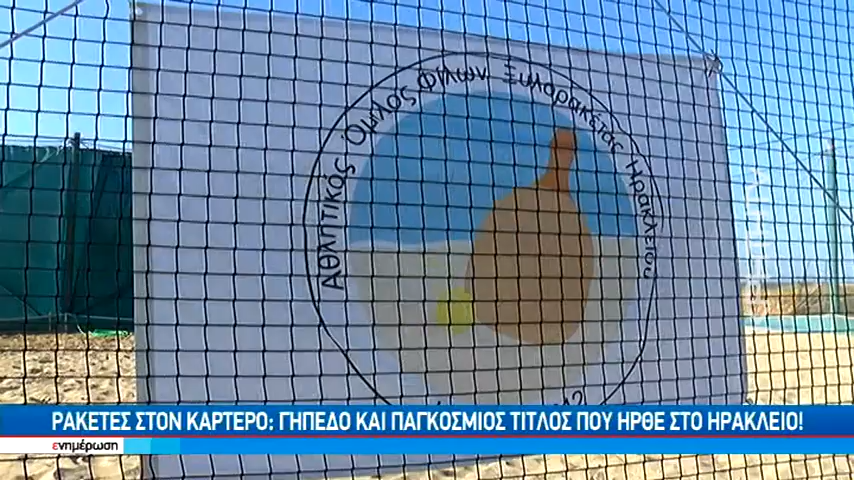 Αθλητικός Όμιλος Φίλων Ξυλορακέτας Ηρακλείου
ΡΑΚΕΤΕΣ ΣΤΟΝ ΚΑΡΤΕΡΟ: ΓΗΠΕΔΟ ΚΑΙ ΠΑΓΚΟΣΜΙΟΣ ΤΙΤΛΟΣ ΠΟΥ ΗΡΘΕ ΣΤΟ ΗΡΑΚΛΕΙΟ!
ενημέρωση